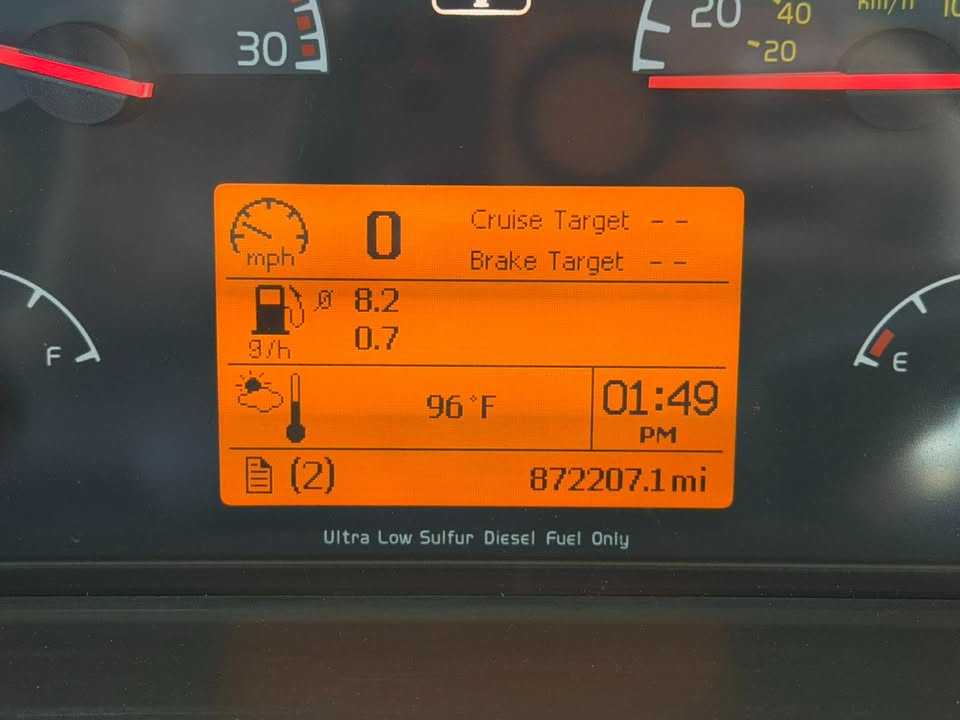 30
20
40
km/h
20
mph
0
Cruise Target --
Brake Target --
g/h
8.2
0.7
96°F
01:49
PM
(2)
872207.1 mi
F
E
Ultra Low Sulfur Diesel Fuel Only